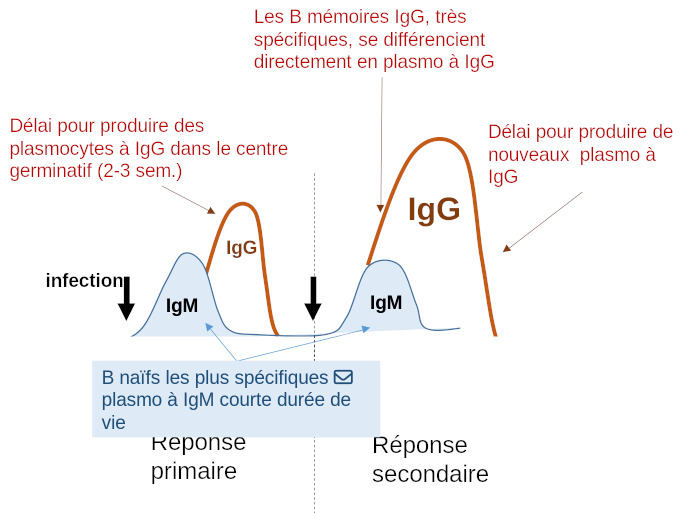 Les B mémoires IgG, très
spécifiques, se différencient
directement en plasmo à IgG
Délai pour produire des
plasmocytes à IgG dans le centre
germinatif (2-3 sem.)
Délai pour produire de
nouveaux  plasmo à
IgG
IgG
IgG
infection
IgM
IgM
B naïfs les plus spécifiques
plasmo à IgM courte durée de
vie
Réponse
primaire
Réponse
secondaire